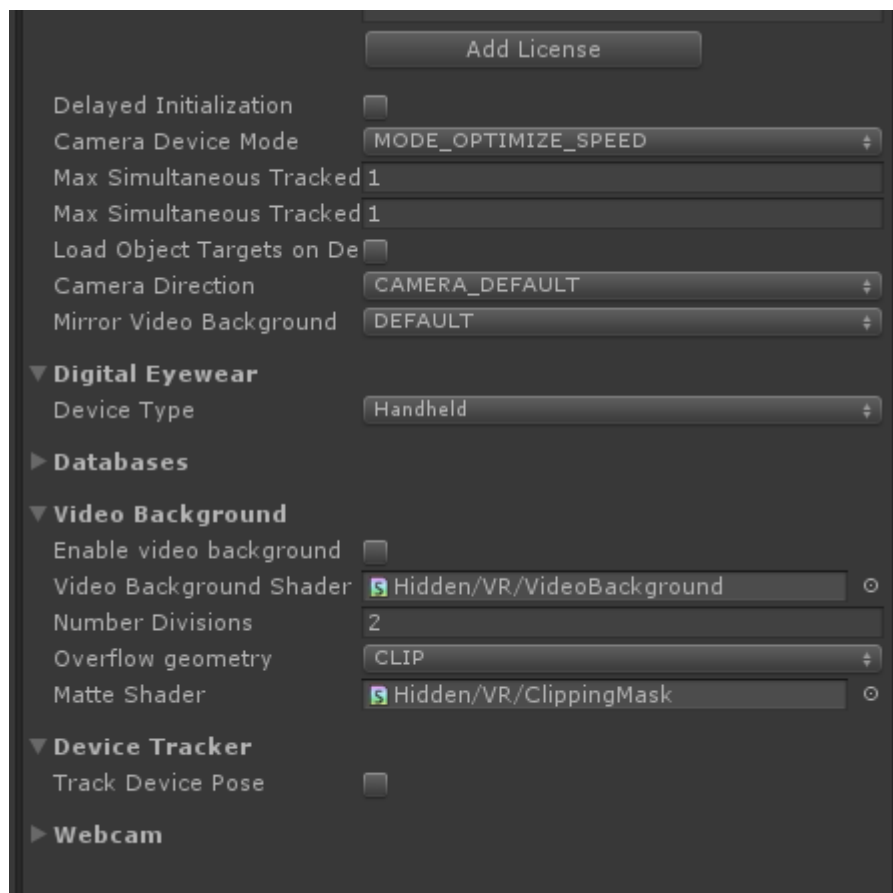 Add License
Delayed Initialization
Camera Device Mode MODE_OPTIMIZE_SPEED
Max Simultaneous Tracked 1
Max Simultaneous Tracked 1
Load Object Targets on De
Camera Direction CAMERA_DEFAULT
Mirror Video Background DEFAULT
Digital Eyewear
Device Type Handheld
Databases
Video Background
Enable video background
Video Background Shader S Hidden/VR/VideoBackground
Number Divisions 2
Overflow geometry CLIP
Matte Shader S Hidden/VR/ClippingMask
Device Tracker
Track Device Pose
Webcam